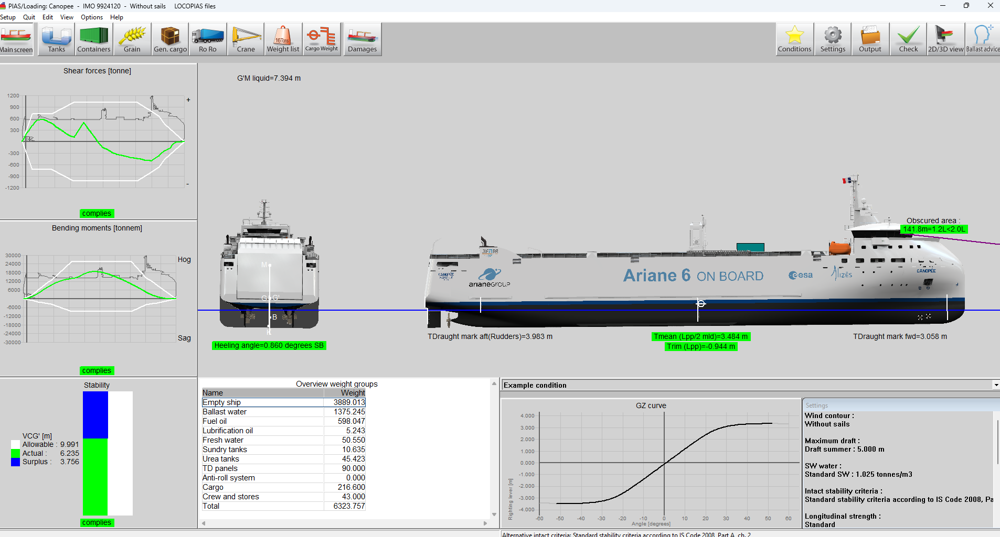 PIAS/Loading: Canopee - IMO 9924120 - Without sails LOCOPIAS files
Setup Quit Edit View Options Help
Main screen Tanks Containers Grain Gen. cargo Ro Ro Crane 16Tons Weight list Cargo Weight Damages Conditions Settings Output Check 2D/3D view Ballast advice
Shear forces [tonne]
1200
900
600
300
-300
-600
-900
-1200
+
-
complies
Bending moments [tonnem]
30000
24000
18000
12000
6000
-6000
-12000
-18000
-24000
-30000
Hog
Sag
complies
Stability
VCG' [m]
Allowable : 9.991
Actual : 6.235
Surplus : 3.756
complies
G'M liquid=7.394 m
M
G G'
B
K
Heeling angle=0.860 degrees SB
Obscured area :
141.8m=1.2L<2.0L
JIFMAR
CANOPÉE
arianeGROUP
Ariane 6 ON BOARD
esa
Alizés
CANOPÉE
TDraught mark aft(Rudders)=3.983 m
Tmean (Lpp/2 mld)=3.484 m
Trim (Lpp)=-0.944 m
TDraught mark fwd=3.058 m
Overview weight groups
Name Weight
Empty ship 3889.013
Ballast water 1375.245
Fuel oil 598.047
Lubrification oil 5.243
Fresh water 50.550
Sundry tanks 10.635
Urea tanks 45.423
TD panels 90.000
Anti-roll system 0.000
Cargo 216.600
Crew and stores 43.000
Total 6323.757
Example condition
GZ curve
4.000
3.000
2.000
1.000
0.000
-1.000
-2.000
-3.000
-4.000
Righting lever [m]
-60 -50 -40 -30 -20 -10 0 10 20 30 40 50 60
Angle [degrees]
Settings
Wind contour :
Without sails
Maximum draft :
Draft summer : 5.000 m
SW water :
Standard SW : 1.025 tonnes/m3
Intact stability criteria :
Standard stability criteria according to IS Code 2008, Pa
Longitudinal strength :
Standard
Alternative intact criteria: Standard stability criteria according to IS Code 2008, Part A, ch. 2